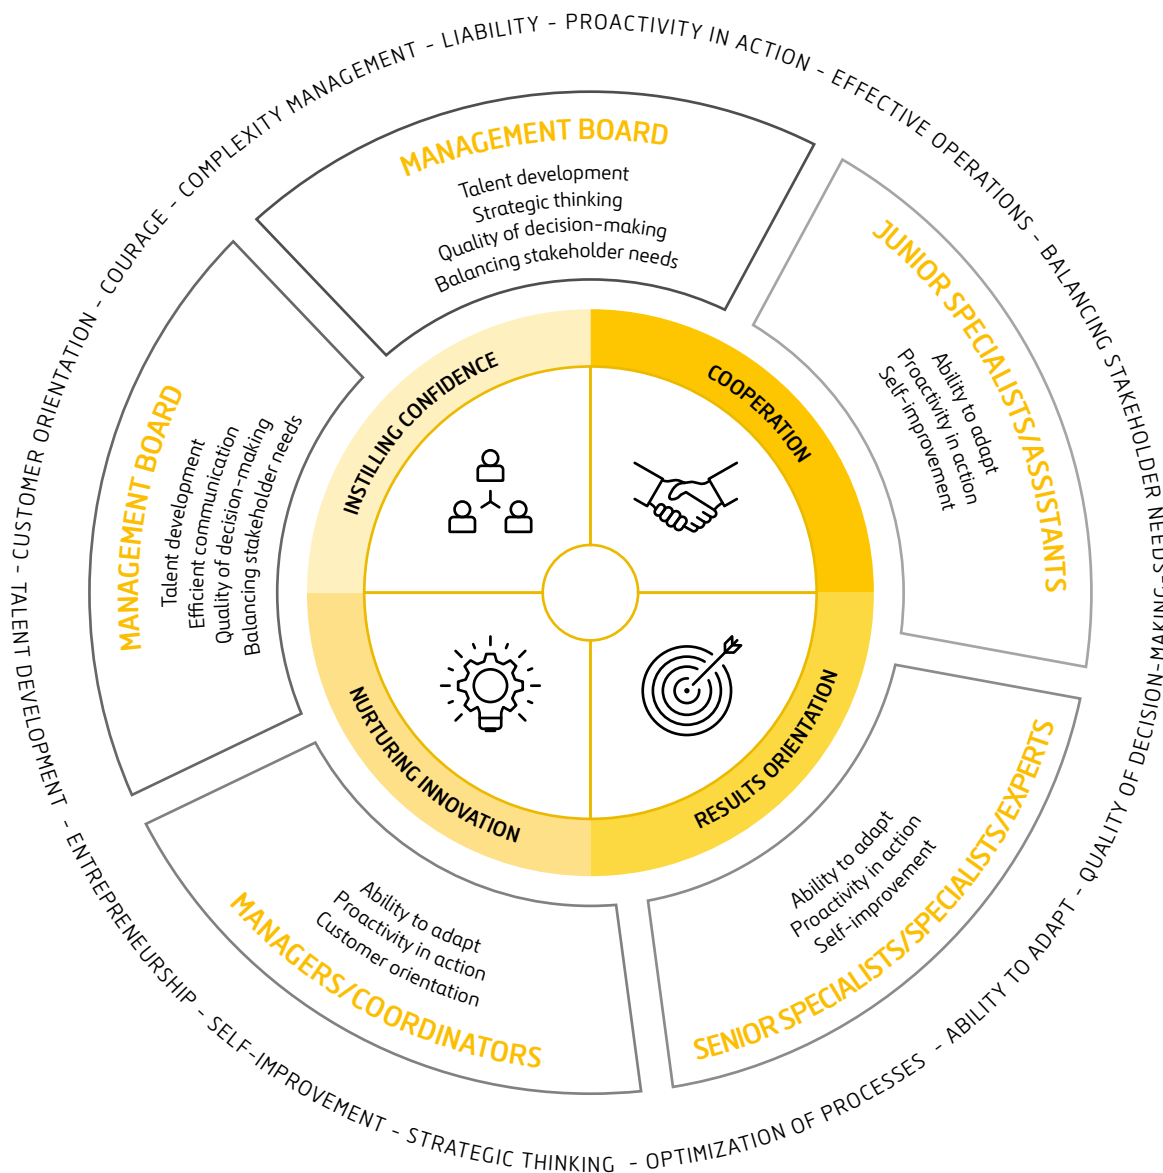 - CUSTOMER ORIENTATION - COURAGE - COMPLEXITY MANAGEMENT - LIABILITY - PROACTIVITY IN ACTION - EFFECTIVE OPERATIONS - BALANCING STAKEHOLDER NEEDS-
TALENT DEVELOPMENT - ENTREPRENEURSHIP - SELF-IMPROVEMENT - STRATEGIC THINKING - OPTIMIZATION OF PROCESSES - ABILITY TO ADAPT - QUALITY OF DECISION-MAKING
MANAGEMENT BOARD
Talent development
Strategic thinking
Quality of decision-making
Balancing stakeholder needs
JUNIOR SPECIALISTS/ASSISTANTS
Ability to adapt
Proactivity in action
Self-improvement
SENIOR SPECIALISTS/SPECIALISTS/EXPERTS
Ability to adapt
Proactivity in action
Self-improvement
MANAGERS/COORDINATORS
Ability to adapt
Proactivity in action
Customer orientation
MANAGEMENT BOARD
Talent development
Efficient communication
Quality of decision-making
Balancing stakeholder needs
INSTILLING CONFIDENCE
COOPERATION
RESULTS ORIENTATION
NURTURING INNOVATION